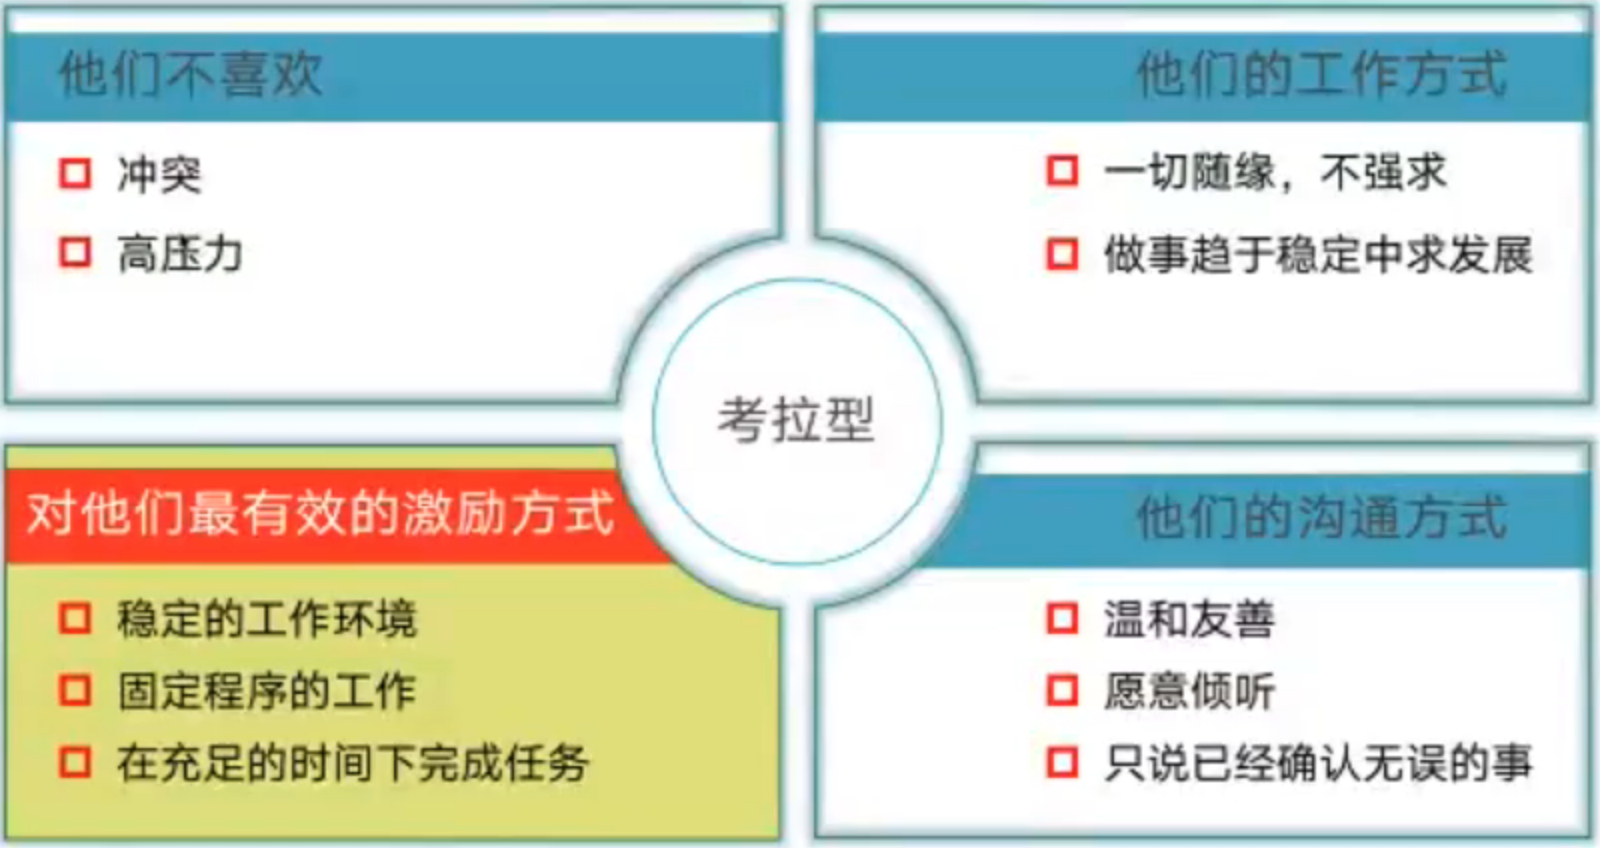 他们不喜欢
冲突
高压力
他们的工作方式
一切随缘，不强求
做事趋于稳定中求发展
考拉型
对他们最有效的激励方式
稳定的工作环境
固定程序的工作
在充足的时间下完成任务
他们的沟通方式
温和友善
愿意倾听
只说已经确认无误的事